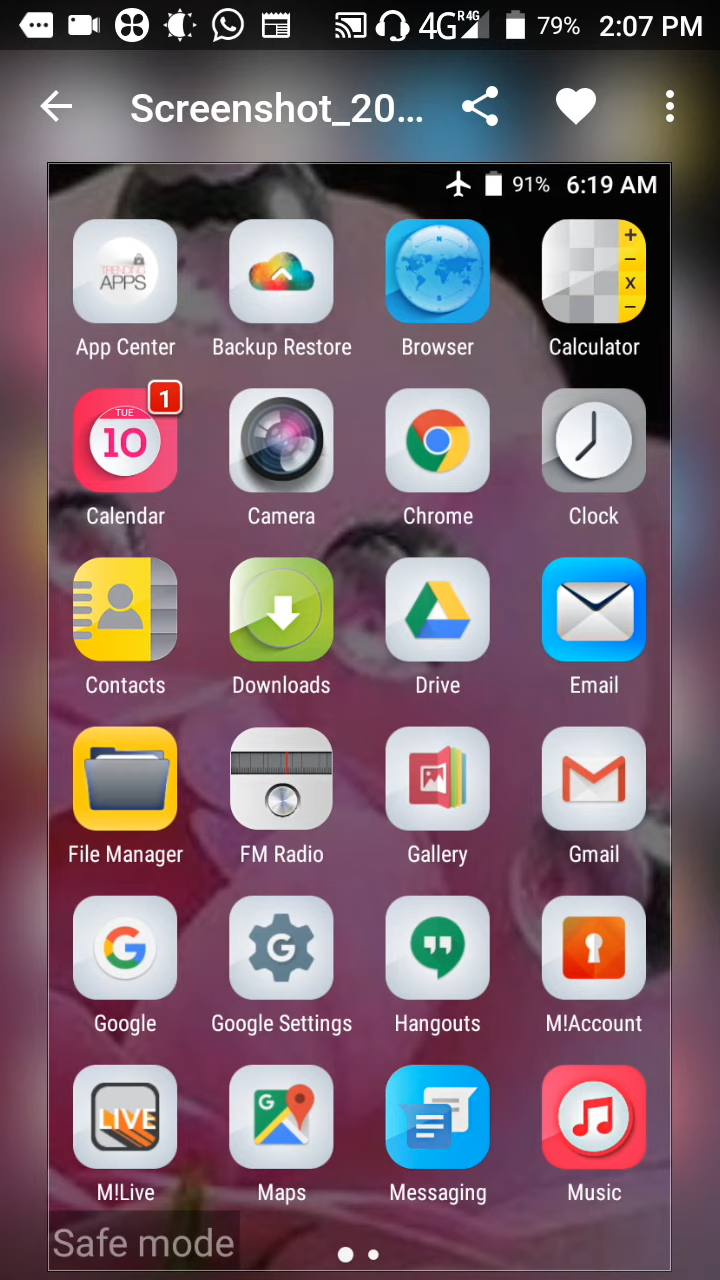 4G R4G 79% 2:07 PM
Screenshot_20...
91% 6:19 AM
TRENDING
APPS
+
−
x
−
App Center Backup Restore Browser Calculator
1
TUE
10
Calendar Camera Chrome Clock
Contacts Downloads Drive Email
File Manager FM Radio Gallery Gmail
G G
Google Google Settings Hangouts M!Account
LIVE G
M!Live Maps Messaging Music
Safe mode